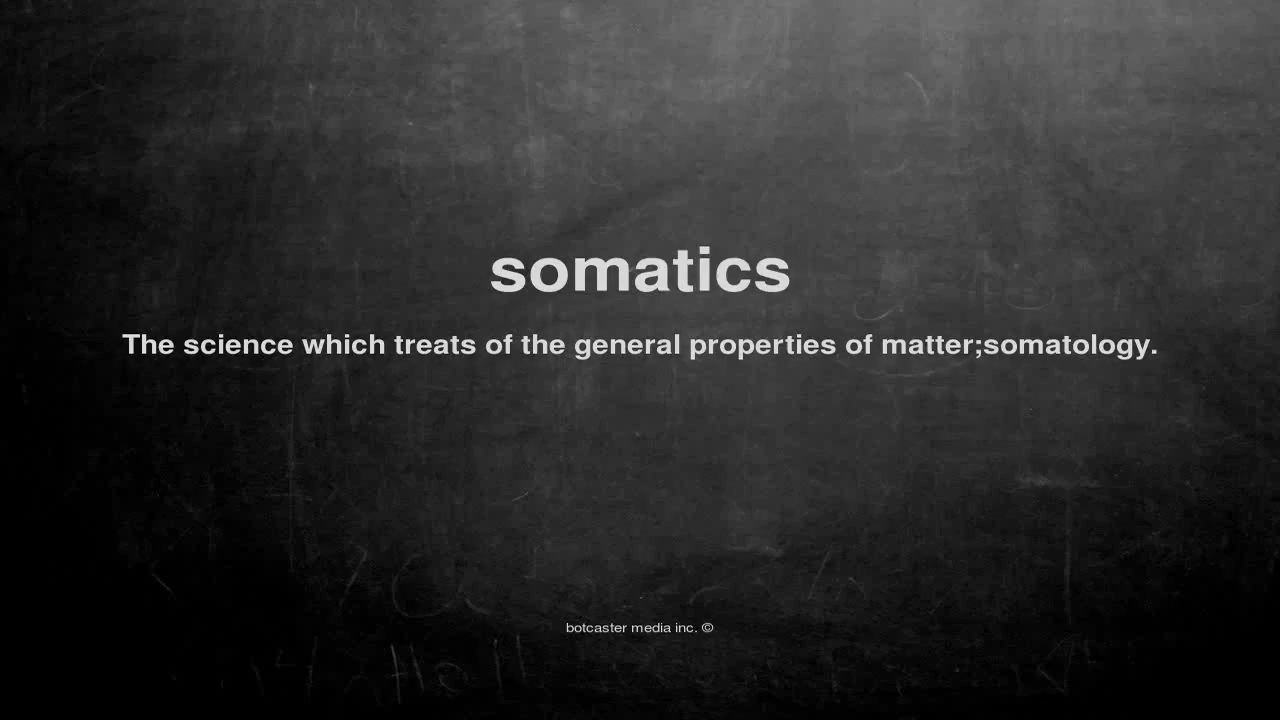 somatics
The science which treats of the general properties of matter;somatology.
botcaster media inc. ©